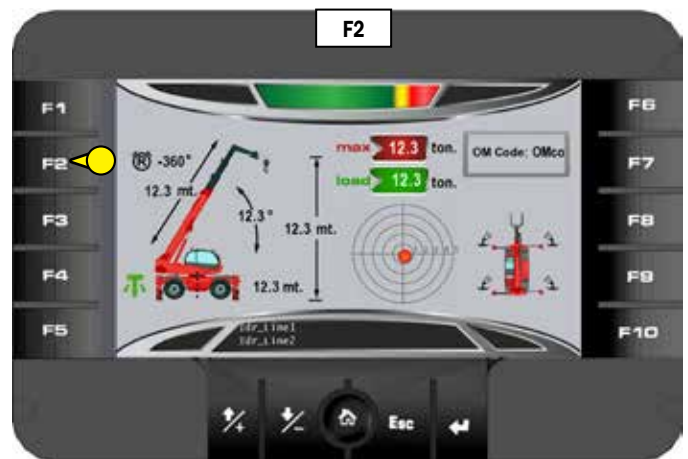 F2
F1
F2
F3
F4
F5
-360°
12.3 mt.
12.3°
12.3 mt.
12.3 mt.
max 12.3 ton.
load 12.3 ton.
OM Code: OMco
ldr_Line1
ldr_Line2
F6
F7
F8
F9
F10
+
-
Esc